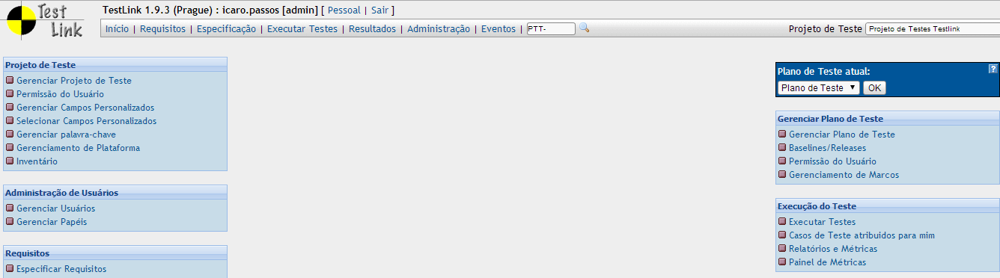 Test Link
TestLink 1.9.3 (Prague) : icaro.passos [admin] [ Pessoal | Sair ]
Início | Requisitos | Especificação | Executar Testes | Resultados | Administração | Eventos | PTT-
Projeto de Teste Projeto de Testes Testlink
Projeto de Teste
Gerenciar Projeto de Teste
Permissão do Usuário
Gerenciar Campos Personalizados
Selecionar Campos Personalizados
Gerenciar palavra-chave
Gerenciamento de Plataforma
Inventário
Administração de Usuários
Gerenciar Usuários
Gerenciar Papéis
Requisitos
Especificar Requisitos
Plano de Teste atual: ?
Plano de Teste OK
Gerenciar Plano de Teste
Gerenciar Plano de Teste
Baselines/Releases
Permissão do Usuário
Gerenciamento de Marcos
Execução do Teste
Executar Testes
Casos de Teste atribuidos para mim
Relatórios e Métricas
Painel de Métricas